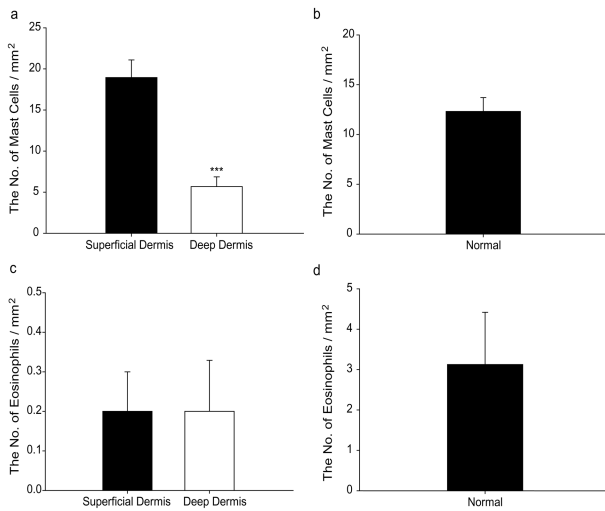 a
The No. of Mast Cells / mm²
25
20
15
10
5
0
***
Superficial Dermis
Deep Dermis
b
The No. of Mast Cells / mm²
20
15
10
5
0
Normal
c
The No. of Eosinophils / mm²
0.5
0.4
0.3
0.2
0.1
0.0
Superficial Dermis
Deep Dermis
d
The No. of Eosinophils / mm²
5
4
3
2
1
0
Normal